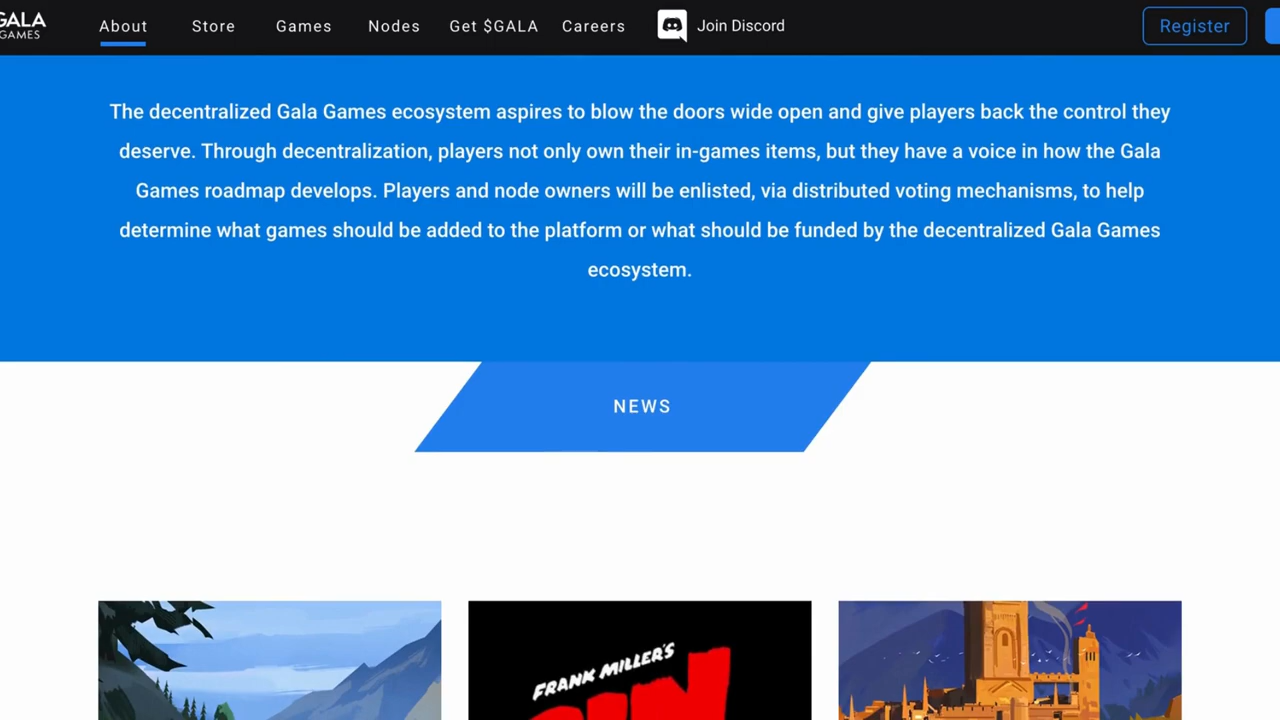 GALA
GAMES
About Store Games Nodes Get $GALA Careers Join Discord Register
The decentralized Gala Games ecosystem aspires to blow the doors wide open and give players back the control they
deserve. Through decentralization, players not only own their in-games items, but they have a voice in how the Gala
Games roadmap develops. Players and node owners will be enlisted, via distributed voting mechanisms, to help
determine what games should be added to the platform or what should be funded by the decentralized Gala Games
ecosystem.
NEWS
FRANK MILLER'S